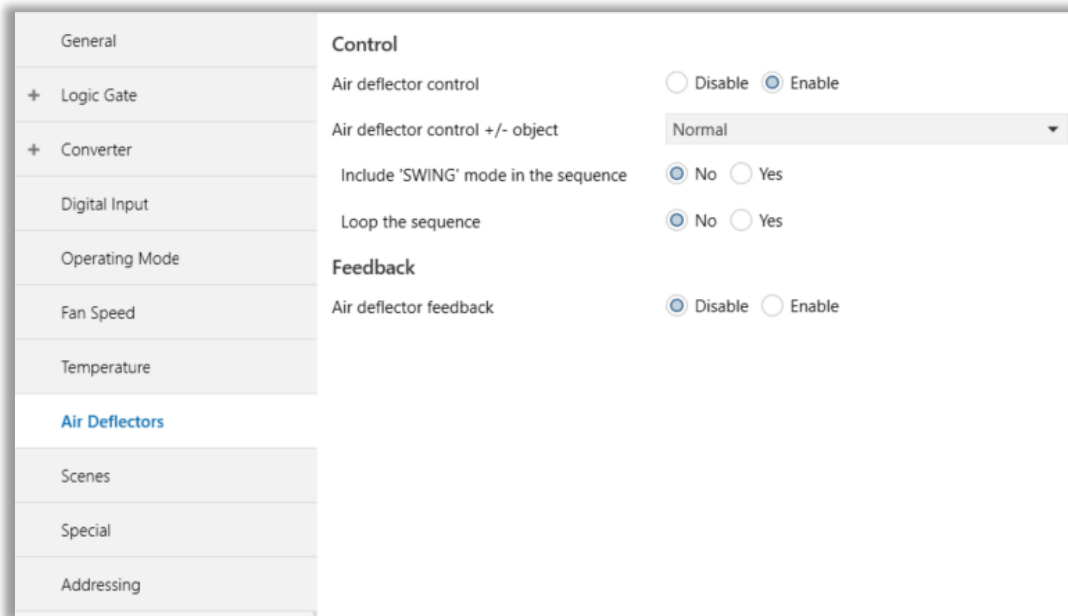 General
+ Logic Gate
+ Converter
Digital Input
Operating Mode
Fan Speed
Temperature
Air Deflectors
Scenes
Special
Addressing
Control
Air deflector control Disable Enable
Air deflector control +/- object Normal
Include 'SWING' mode in the sequence No Yes
Loop the sequence No Yes
Feedback
Air deflector feedback Disable Enable